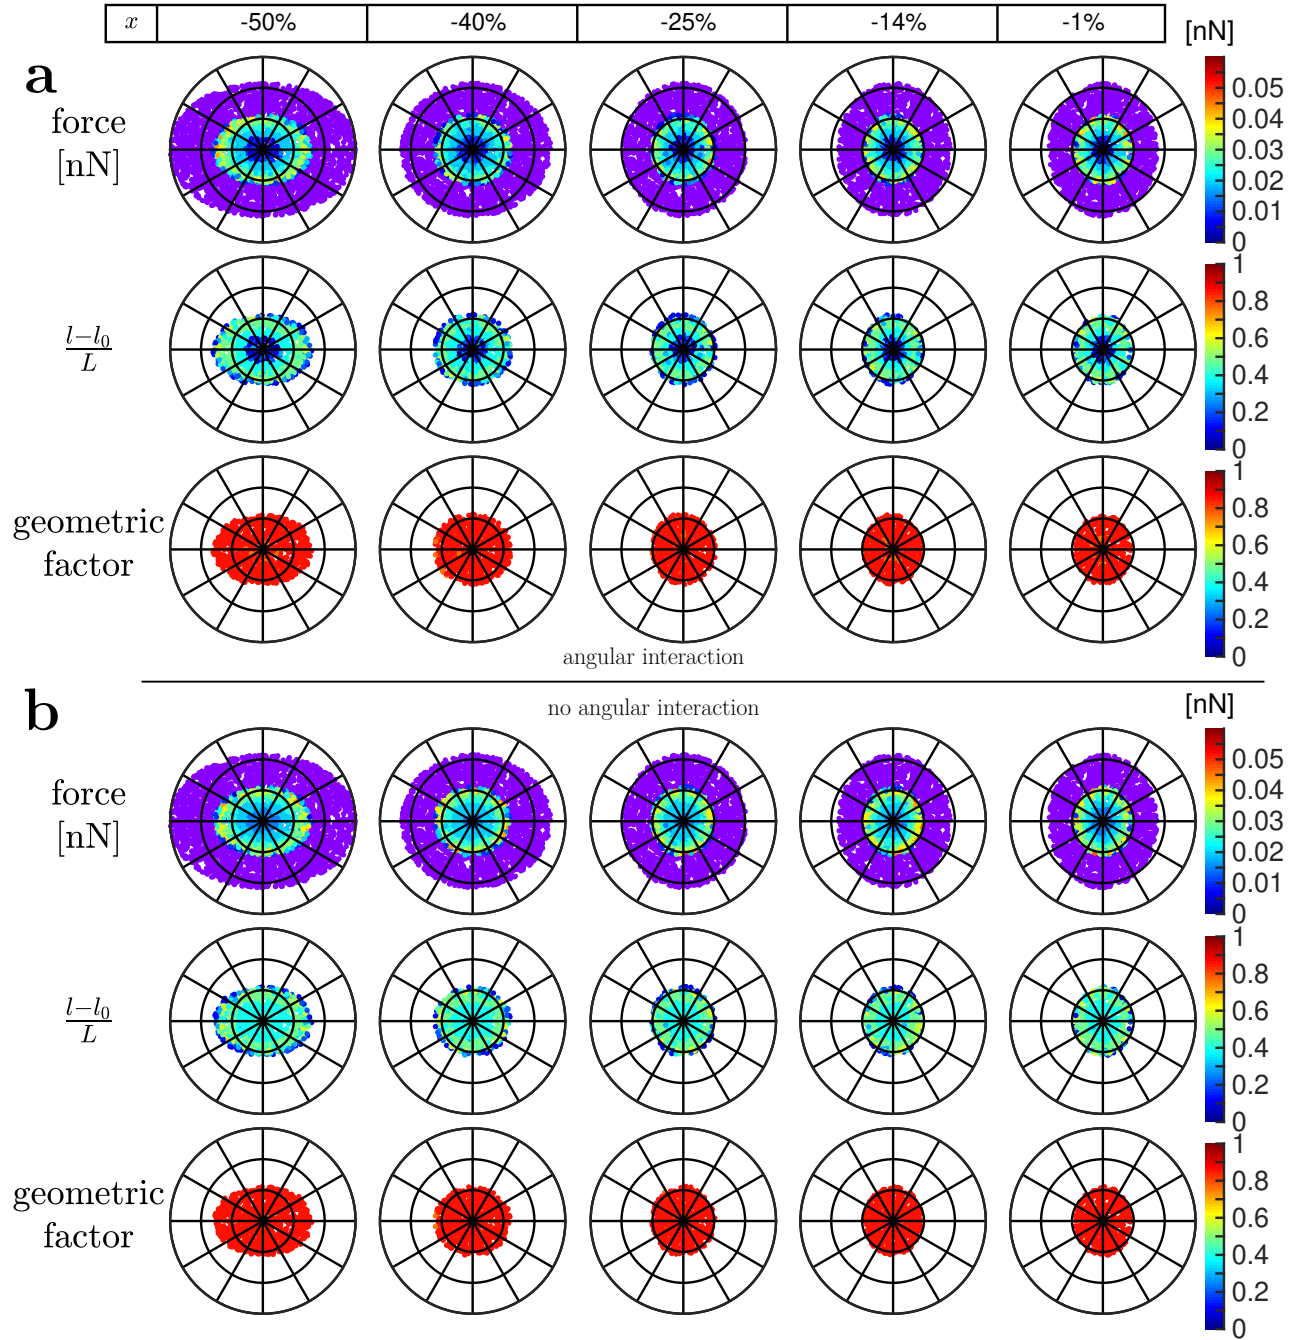 x -50% -40% -25% -14% -1%
[nN]
a
force
[nN]
0.05
0.04
0.03
0.02
0.01
0
l−l₀
L
1
0.8
0.6
0.4
0.2
0
geometric
factor
1
0.8
0.6
0.4
0.2
0
angular interaction
b
no angular interaction
[nN]
force
[nN]
0.05
0.04
0.03
0.02
0.01
0
l−l₀
L
1
0.8
0.6
0.4
0.2
0
geometric
factor
1
0.8
0.6
0.4
0.2
0